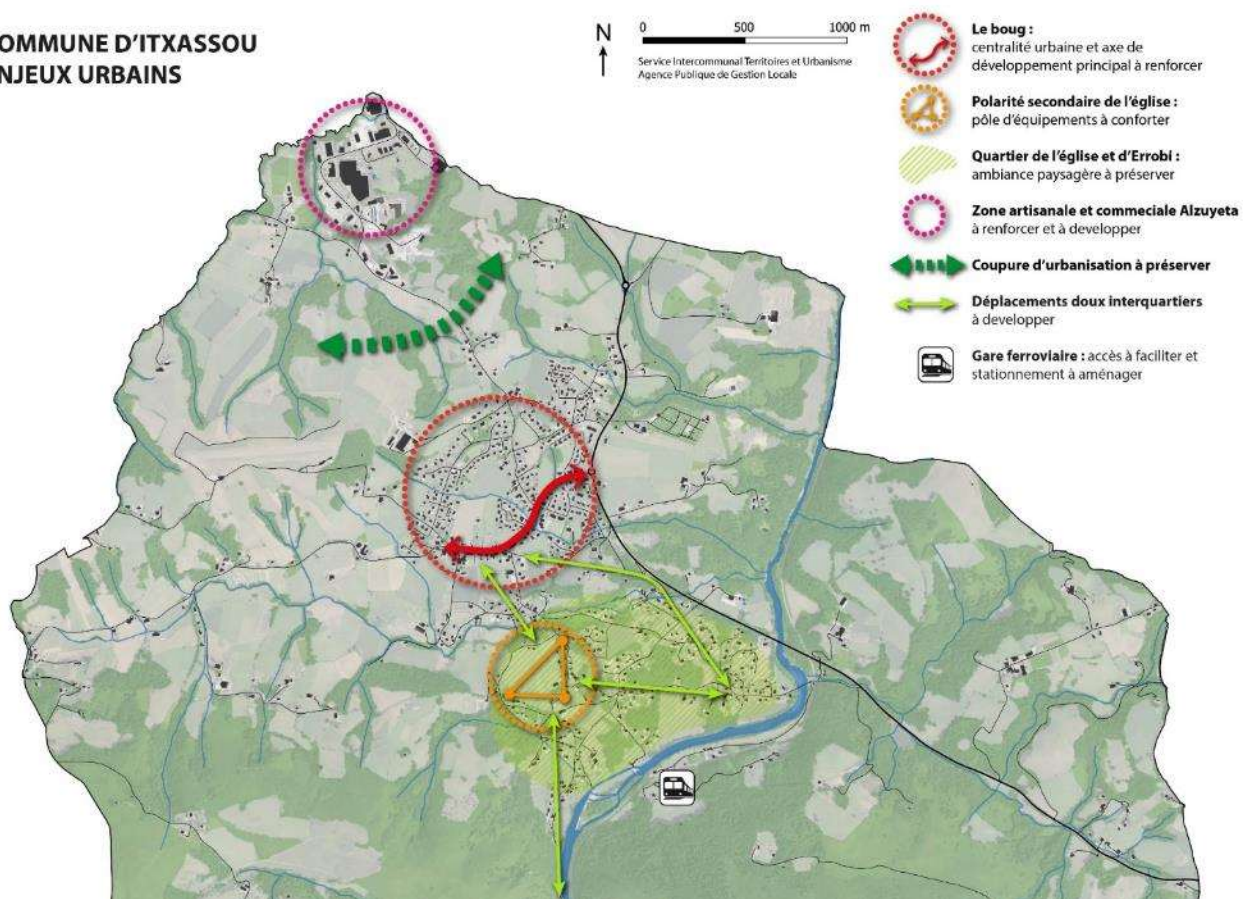 OMMUNE D'ITXASSOU
NJEUX URBAINS
N
0 500 1000 m
Service Intercommunal Territoires et Urbanisme
Agence Publique de Gestion Locale
Le boug :
centralité urbaine et axe de
développement principal à renforcer
Polarité secondaire de l'église :
pôle d'équipements à conforter
Quartier de l'église et d'Errobi :
ambiance paysagère à préserver
Zone artisanale et commeciale Alzuyeta
à renforcer et à developper
Coupure d'urbanisation à préserver
Déplacements doux interquartiers
à developper
Gare ferroviaire : accès à faciliter et
stationnement à aménager